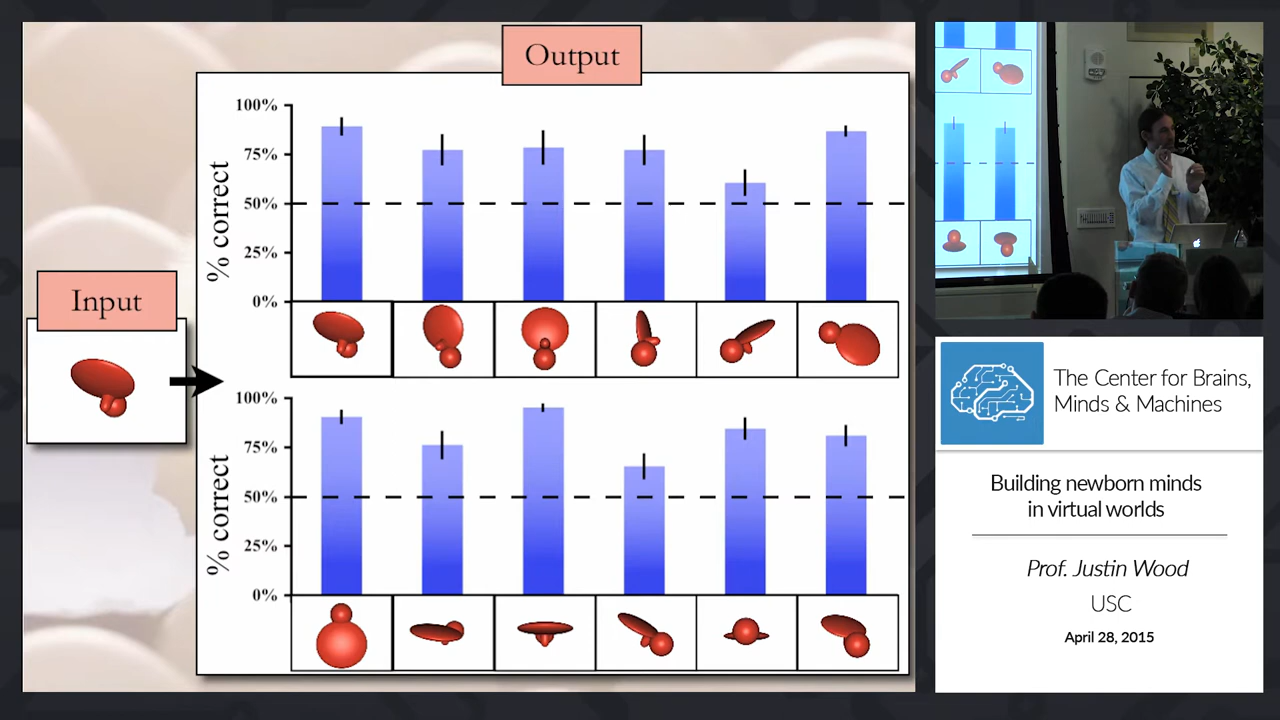 Output
100%
75%
50%
25%
0%
% correct
Input
100%
75%
50%
25%
0%
% correct
The Center for Brains,
Minds & Machines
Building newborn minds
in virtual worlds
Prof. Justin Wood
USC
April 28, 2015